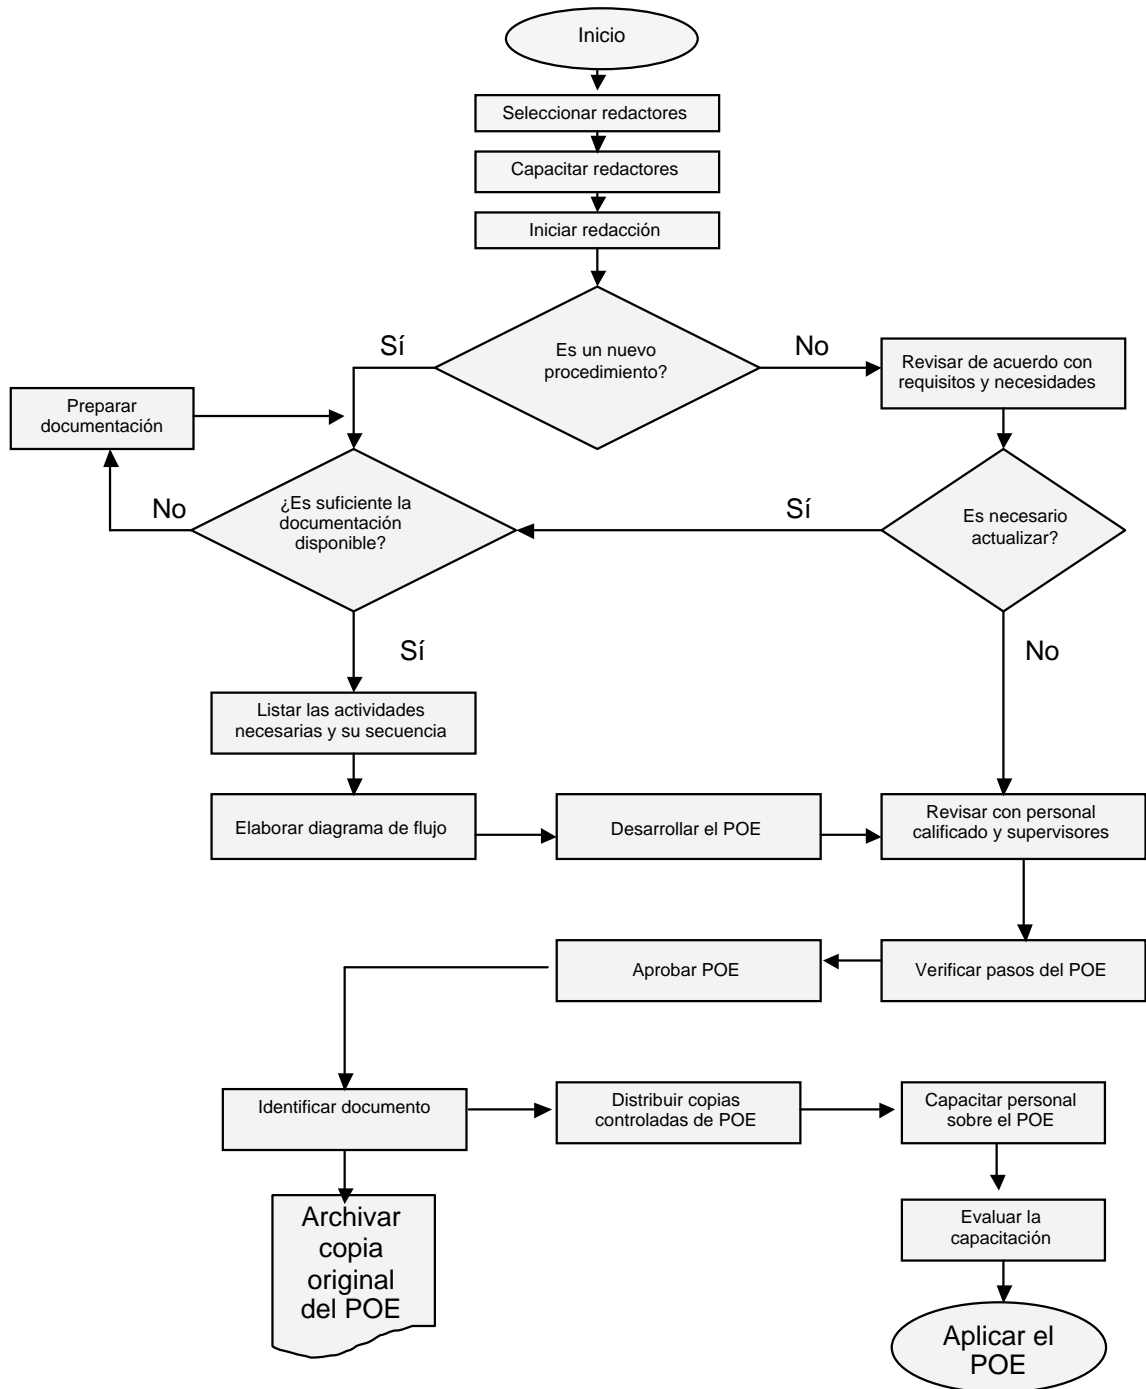 Inicio
Seleccionar redactores
Capacitar redactores
Iniciar redacción
Es un nuevo
procedimiento?
Sí
No
Revisar de acuerdo con
requisitos y necesidades
Preparar
documentación
¿Es suficiente la
documentación
disponible?
No
Sí
Es necesario
actualizar?
Sí
No
Listar las actividades
necesarias y su secuencia
Elaborar diagrama de flujo
Desarrollar el POE
Revisar con personal
calificado y supervisores
Aprobar POE
Verificar pasos del POE
Identificar documento
Distribuir copias
controladas de POE
Capacitar personal
sobre el POE
Archivar
copia
original
del POE
Evaluar la
capacitación
Aplicar el
POE